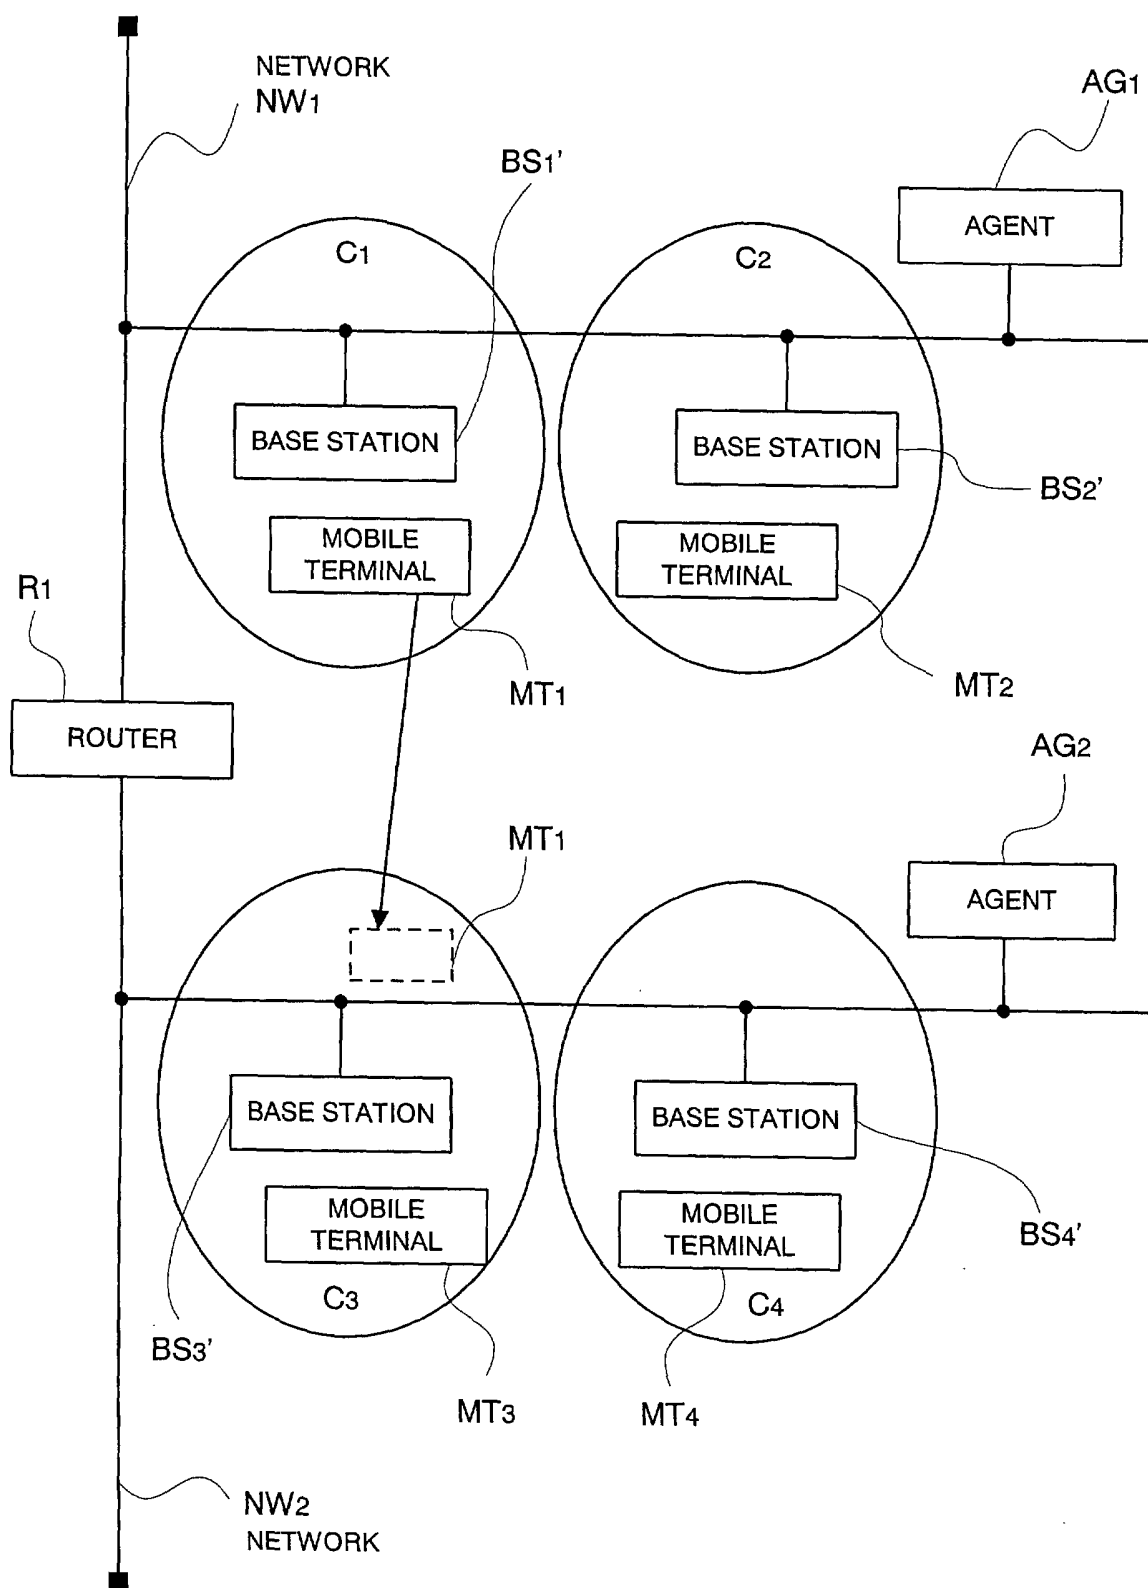 NETWORK
NW1
AG1
BS1'
AGENT
C1
C2
BASE STATION
BASE STATION
BS2'
MOBILE
TERMINAL
MOBILE
TERMINAL
R1
MT1
MT2
ROUTER
AG2
MT1
AGENT
BASE STATION
BASE STATION
MOBILE
TERMINAL
MOBILE
TERMINAL
BS4'
C3
C4
BS3'
MT3
MT4
NW2
NETWORK